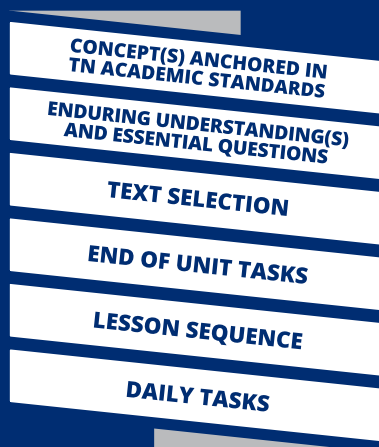 CONCEPT(S) ANCHORED IN
TN ACADEMIC STANDARDS
ENDURING UNDERSTANDING(S)
AND ESSENTIAL QUESTIONS
TEXT SELECTION
END OF UNIT TASKS
LESSON SEQUENCE
DAILY TASKS